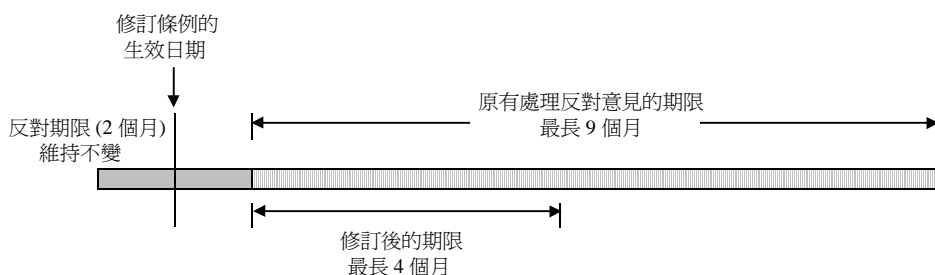 修訂條例的
生效日期
原有處理反對意見的期限
最長 9 個月
反對期限 (2 個月)
維持不變
修訂後的期限
最長 4 個月